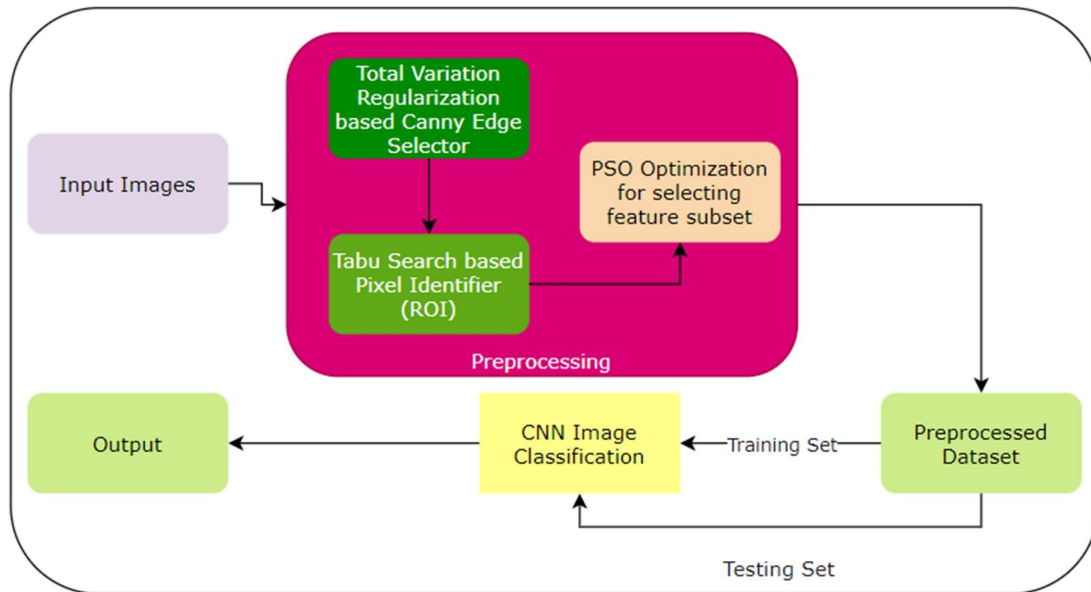 Total Variation
Regularization
based Canny Edge
Selector
Input Images
PSO Optimization
for selecting
feature subset
Tabu Search based
Pixel Identifier
(ROI)
Preprocessing
Output
CNN Image
Classification
Training Set
Preprocessed
Dataset
Testing Set